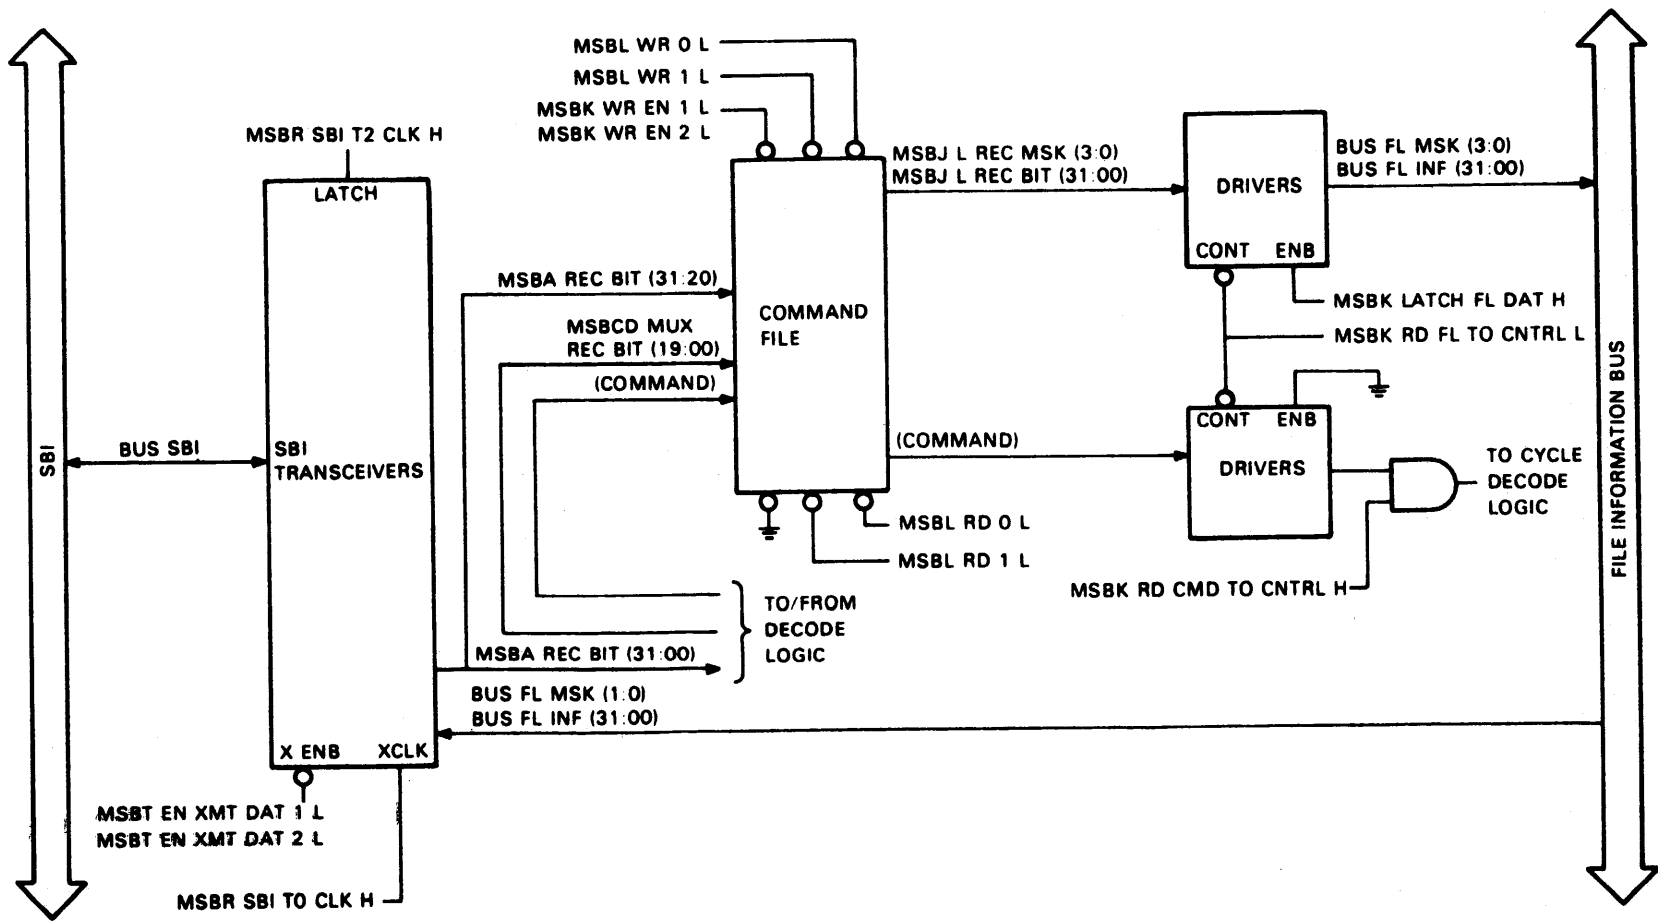 MSBL WR 0 L
MSBL WR 1 L
MSBK WR EN 1 L
MSBK WR EN 2 L
MSBR SBI T2 CLK H
LATCH
MSBJ L REC MSK (3:0)
MSBJ L REC BIT (31:00)
DRIVERS
CONT ENB
BUS FL MSK (3:0)
BUS FL INF (31:00)
MSBA REC BIT (31:20)
MSBCD MUX
REC BIT (19:00)
(COMMAND)
COMMAND
FILE
MSBK LATCH FL DAT H
MSBK RD FL TO CNTRL L
SBI
BUS SBI
SBI
TRANSCEIVERS
(COMMAND)
CONT ENB
DRIVERS
TO CYCLE
DECODE
LOGIC
FILE INFORMATION BUS
MSBL RD 0 L
MSBL RD 1 L
MSBK RD CMD TO CNTRL H
TO/FROM
DECODE
LOGIC
MSBA REC BIT (31:00)
BUS FL MSK (1:0)
BUS FL INF (31:00)
X ENB XCLK
MSBT EN XMT DAT 1 L
MSBT EN XMT DAT 2 L
MSBR SBI T0 CLK H